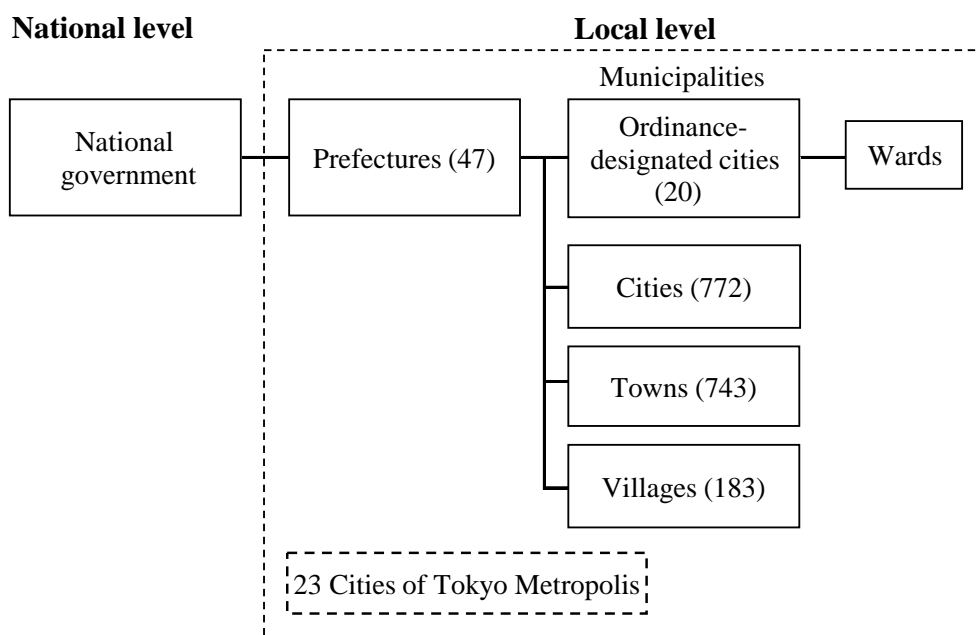 National level
Local level
Municipalities
National
government
Prefectures (47)
Ordinance-
designated cities
(20)
Wards
Cities (772)
Towns (743)
Villages (183)
23 Cities of Tokyo Metropolis